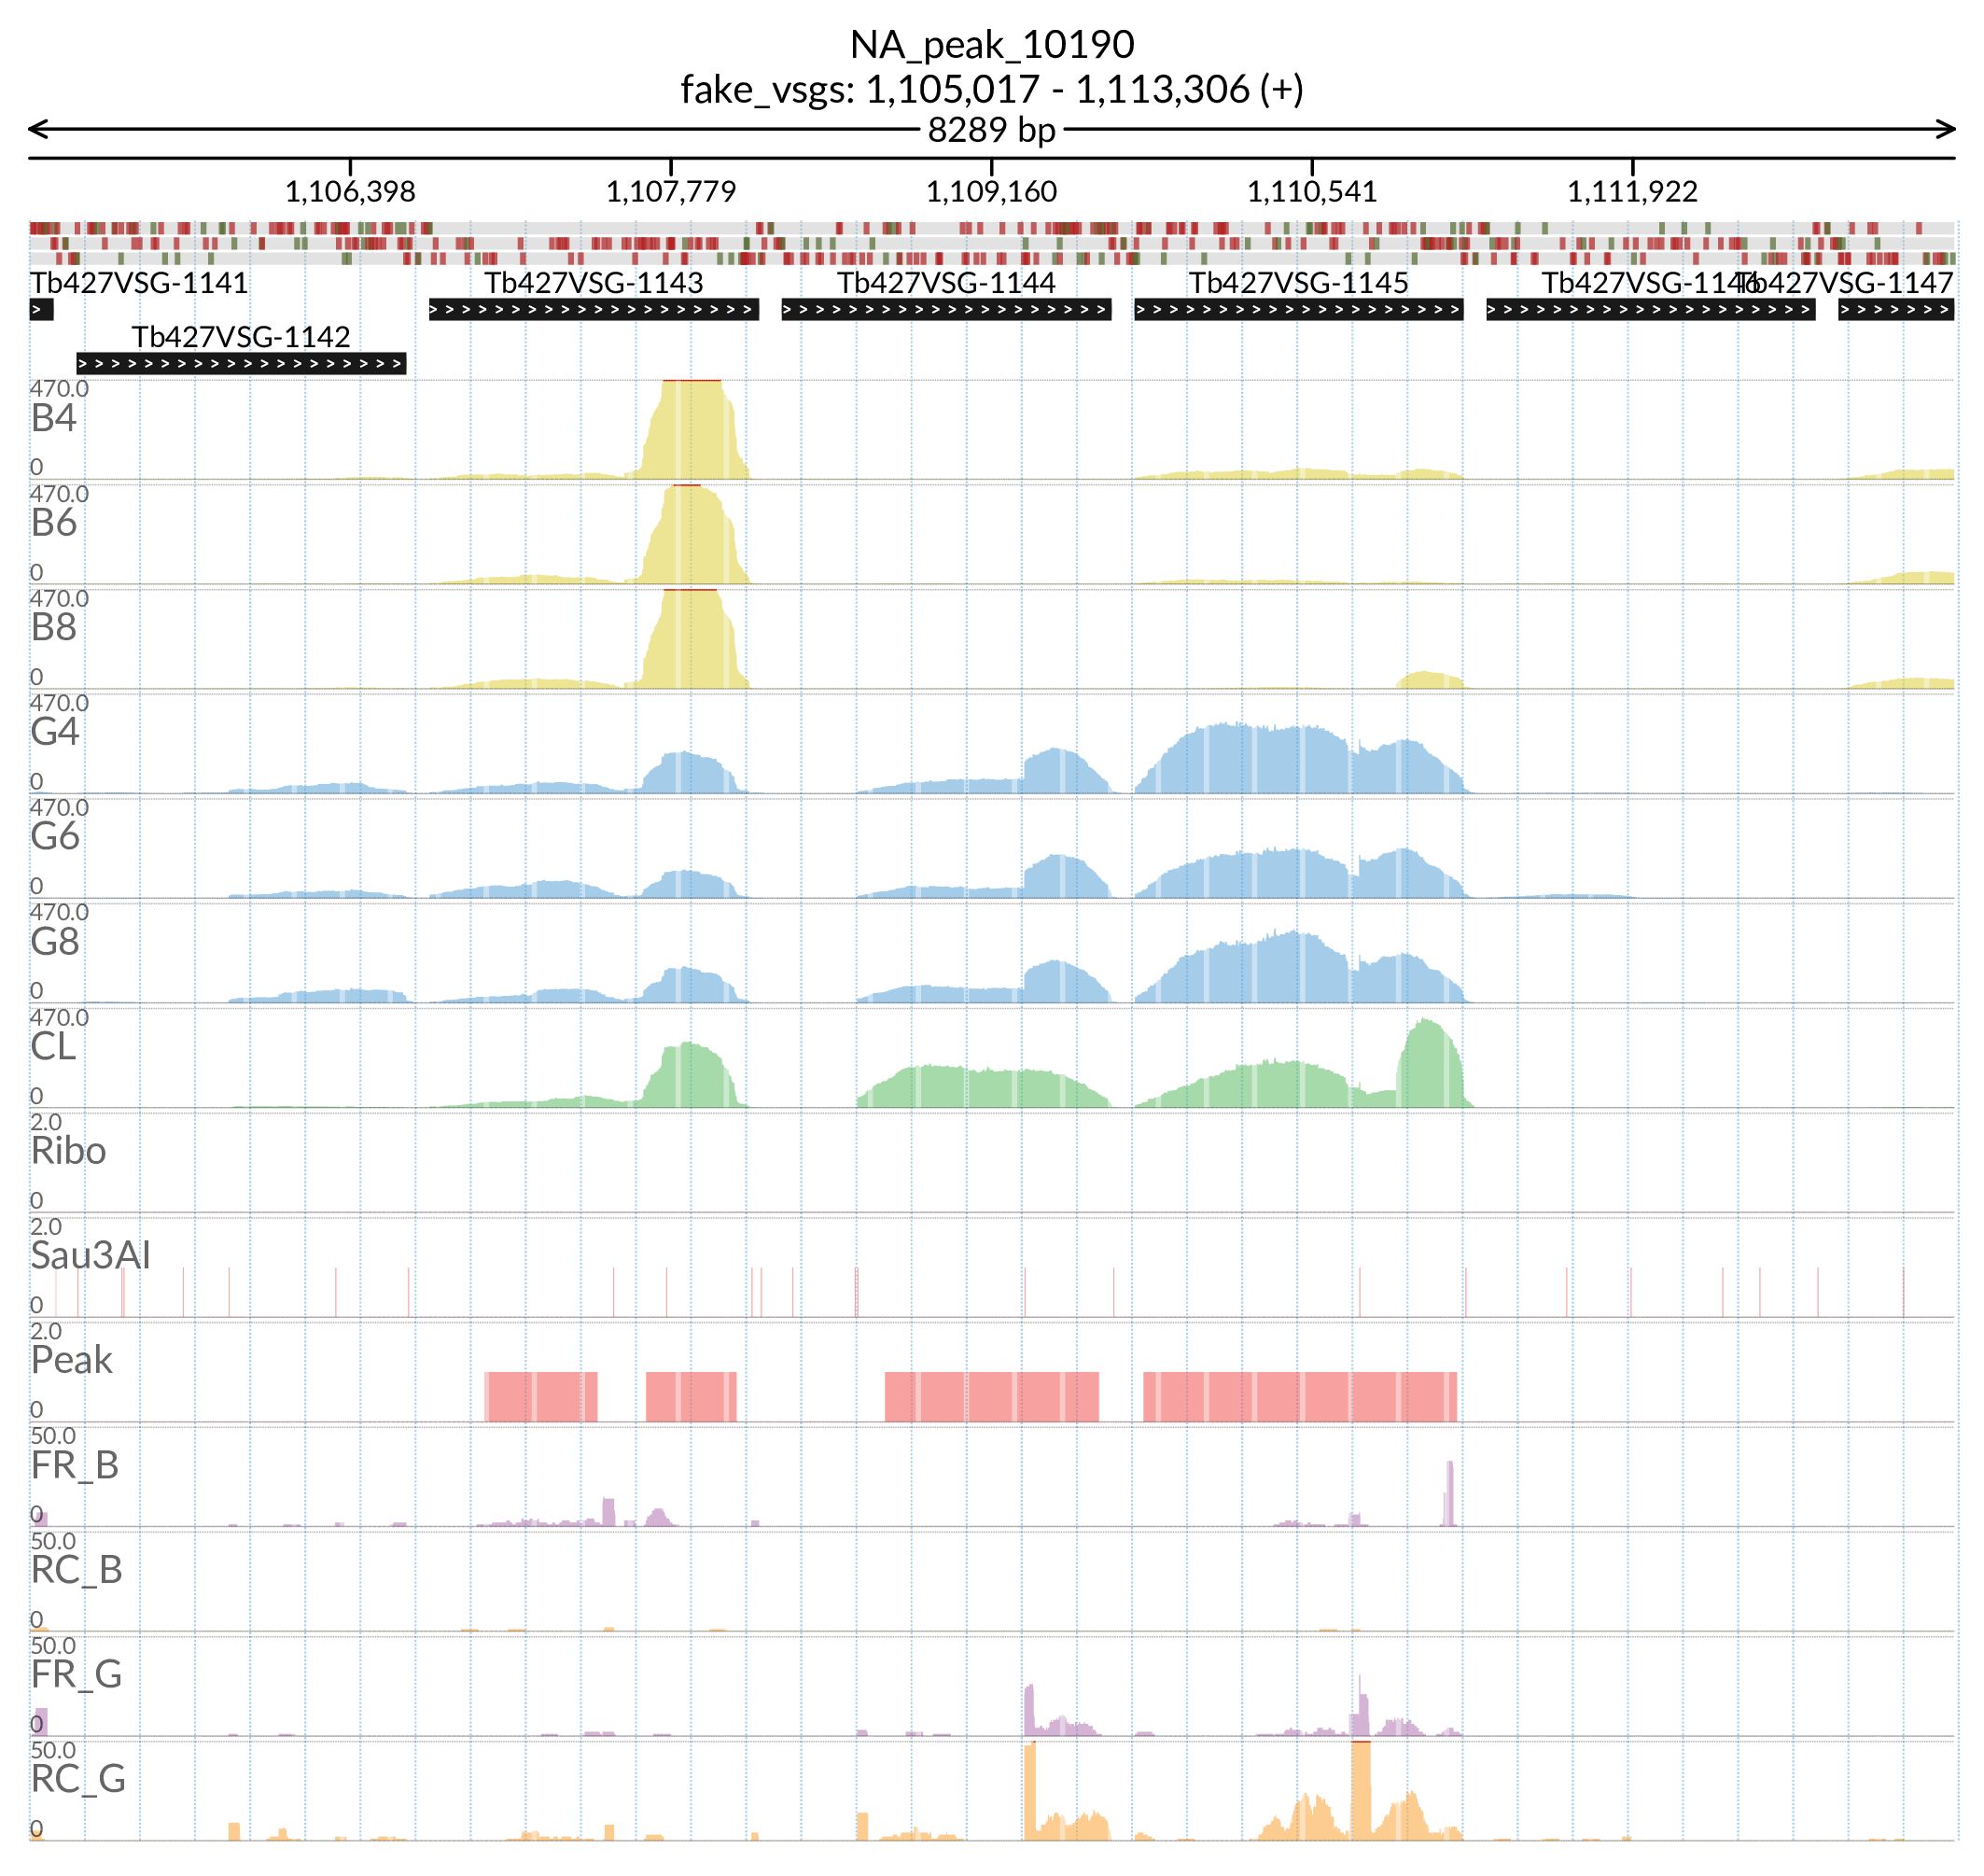 NA_peak_10190
fake_vsgs: 1,105,017 - 1,113,306 (+)
8289 bp
1,106,398 1,107,779 1,109,160 1,110,541 1,111,922
Tb427VSG-1141 Tb427VSG-1143 Tb427VSG-1144 Tb427VSG-1145 Tb427VSG-1146 Tb427VSG-1147
Tb427VSG-1142
470.0
B4
0
470.0
B6
0
470.0
B8
0
470.0
G4
0
470.0
G6
0
470.0
G8
0
470.0
CL
0
2.0
Ribo
0
2.0
Sau3AI
0
2.0
Peak
0
50.0
FR_B
0
50.0
RC_B
0
50.0
FR_G
0
50.0
RC_G
0